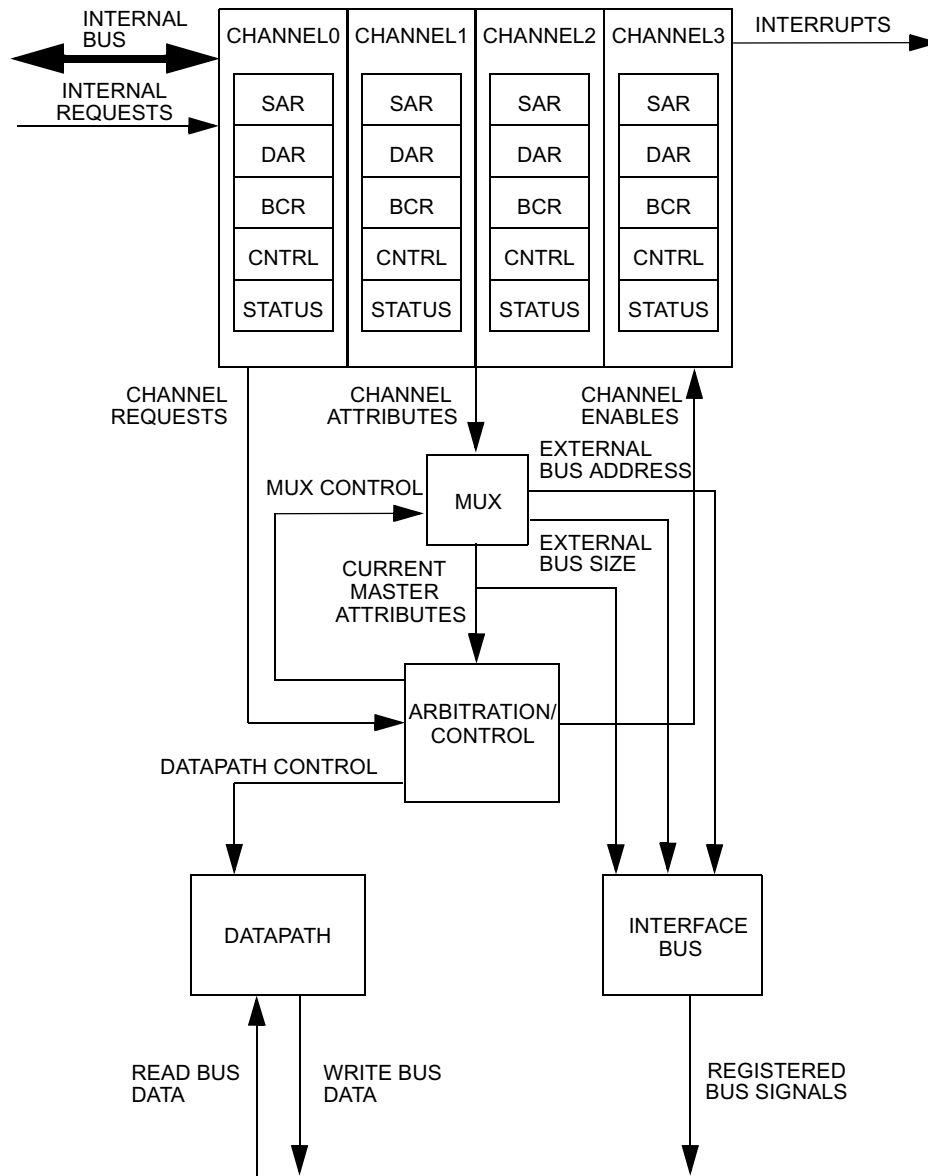 INTERNAL
BUS
CHANNEL0 CHANNEL1 CHANNEL2 CHANNEL3
INTERRUPTS
INTERNAL
REQUESTS
SAR SAR SAR SAR
DAR DAR DAR DAR
BCR BCR BCR BCR
CNTRL CNTRL CNTRL CNTRL
STATUS STATUS STATUS STATUS
CHANNEL
REQUESTS
CHANNEL
ATTRIBUTES
CHANNEL
ENABLES
EXTERNAL
BUS ADDRESS
MUX CONTROL
MUX
EXTERNAL
BUS SIZE
CURRENT
MASTER
ATTRIBUTES
ARBITRATION/
CONTROL
DATAPATH CONTROL
DATAPATH
INTERFACE
BUS
READ BUS
DATA
WRITE BUS
DATA
REGISTERED
BUS SIGNALS